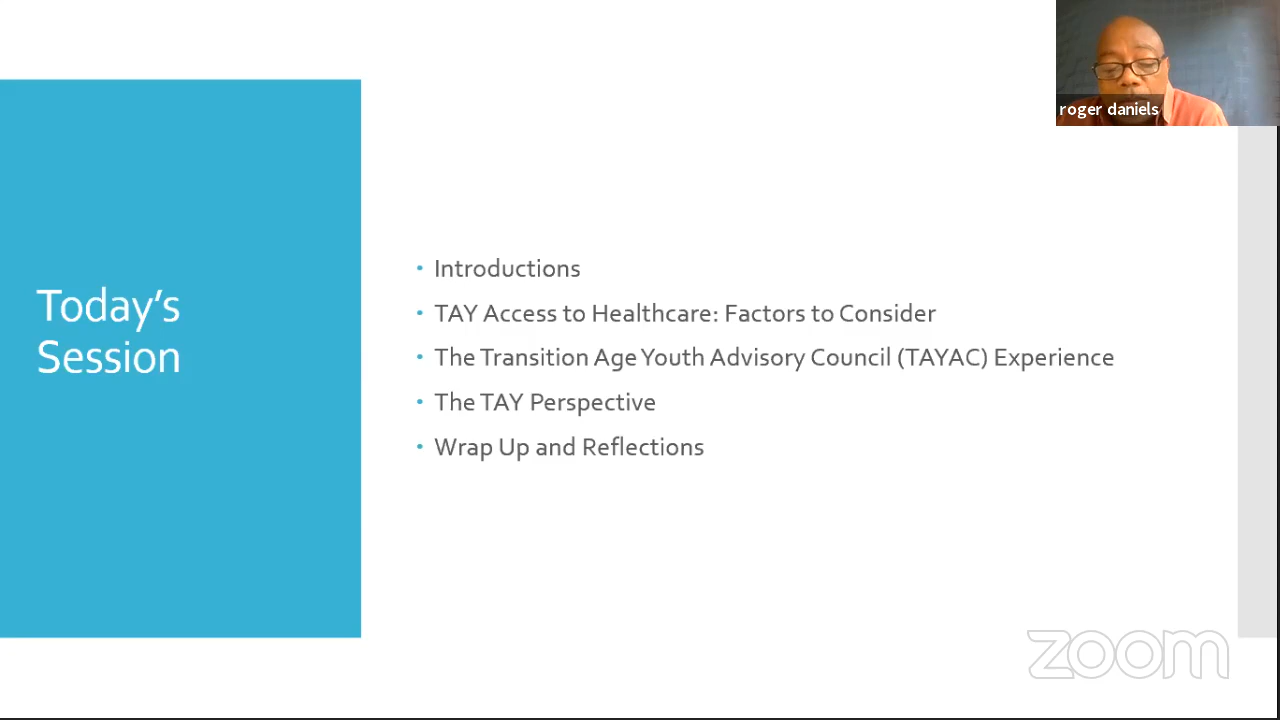 roger daniels
Today's
Session
• Introductions
• TAY Access to Healthcare: Factors to Consider
• The Transition Age Youth Advisory Council (TAYAC) Experience
• The TAY Perspective
• Wrap Up and Reflections
zoom